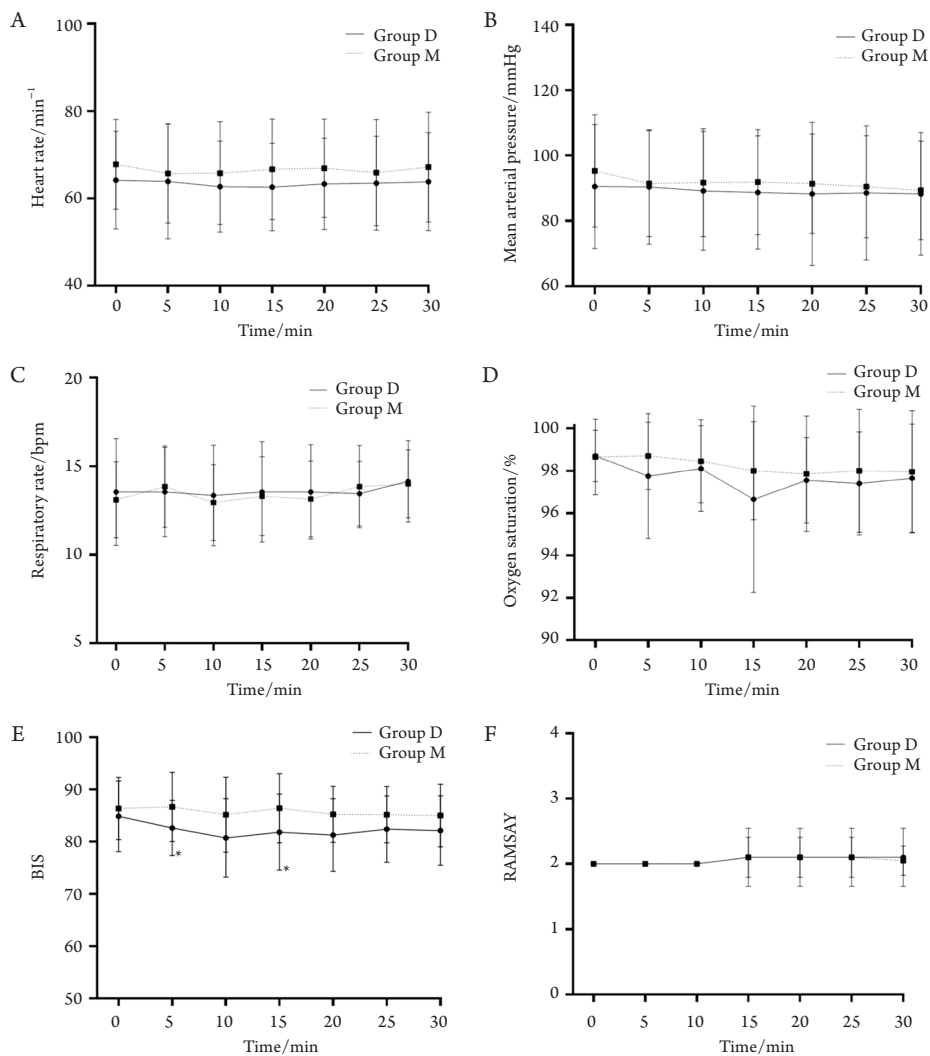 A
100
80
60
40
Heart rate/min⁻¹
Group D
Group M
0 5 10 15 20 25 30
Time/min
B
140
120
100
80
60
Mean arterial pressure/mmHg
Group D
Group M
0 5 10 15 20 25 30
Time/min
C
20
15
10
5
Respiratory rate/bpm
Group D
Group M
0 5 10 15 20 25 30
Time/min
D
100
98
96
94
92
90
Oxygen saturation/%
Group D
Group M
0 5 10 15 20 25 30
Time/min
E
100
90
80
70
60
50
BIS
Group D
Group M
* *
0 5 10 15 20 25 30
Time/min
F
4
3
2
1
0
RAMSAY
Group D
Group M
0 5 10 15 20 25 30
Time/min